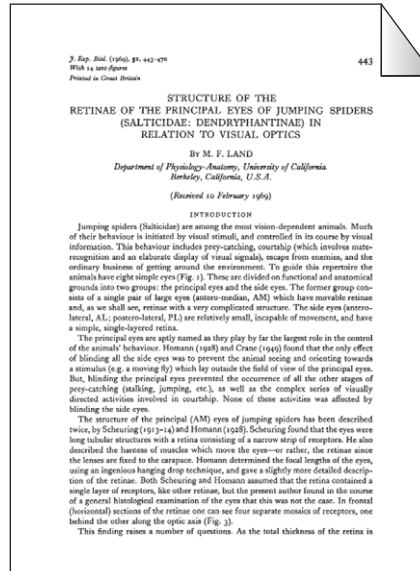 J. Exp. Biol. (1969), 51, 443-470
With 14 text-figures
Printed in Great Britain
443
STRUCTURE OF THE
RETINAE OF THE PRINCIPAL EYES OF JUMPING SPIDERS
(SALTICIDAE: DENDRYPHANTINAE) IN
RELATION TO VISUAL OPTICS
BY M. F. LAND
Department of Physiology-Anatomy, University of California.
Berkeley, California, U.S.A.
(Received 10 February 1969)
INTRODUCTION
Jumping spiders (Salticidae) are among the most vision-dependent animals. Much
of their behaviour is initiated by visual stimuli, and controlled in its course by visual
information. This behaviour includes prey-catching, courtship (which involves mate-
recognition and an elaborate display of visual signals), escape from enemies, and the
ordinary business of getting around the environment. To guide this repertoire the
animals have eight simple eyes (Fig. 1). These are divided on functional and anatomical
grounds into two groups: the principal eyes and the side eyes. The former group con-
sists of a single pair of large eyes (antero-median, AM) which have movable retinae
and, as we shall see, retinae with a very complicated structure. The side eyes (antero-
lateral, AL; postero-lateral, PL) are relatively small, incapable of movement, and have
a simple, single-layered retina.
The principal eyes are aptly named as they play by far the largest role in the control
of the animals' behaviour. Homann (1928) and Crane (1949) found that the only effect
of blinding all the side eyes was to prevent the animal seeing and orienting towards
a stimulus (e.g. a moving fly) which lay outside the field of view of the principal eyes.
But, blinding the principal eyes prevented the occurrence of all the other stages of
prey-catching (stalking, jumping, etc.), as well as the complex series of visually
directed activities involved in courtship. None of these activities was affected by
blinding the side eyes.
The structure of the principal (AM) eyes of jumping spiders has been described
twice, by Scheuring (1913-14) and Homann (1928). Scheuring found that the eyes were
long tubular structures with a retina consisting of a narrow strip of receptors. He also
described the harness of muscles which move the eyes—or rather, the retinae since
the lenses are fixed to the carapace. Homann determined the focal lengths of the eyes,
using an ingenious hanging drop technique, and gave a slightly more detailed descrip-
tion of the retinae. Both Scheuring and Homann assumed that the retina contained a
single layer of receptors, like other retinae, but the present author found in the course
of a general histological examination of the eyes that this was not the case. In frontal
(horizontal) sections of the retinae one can see four separate mosaics of receptors, one
behind the other along the optic axis (Fig. 3).
This finding raises a number of questions. As the total thickness of the retina is